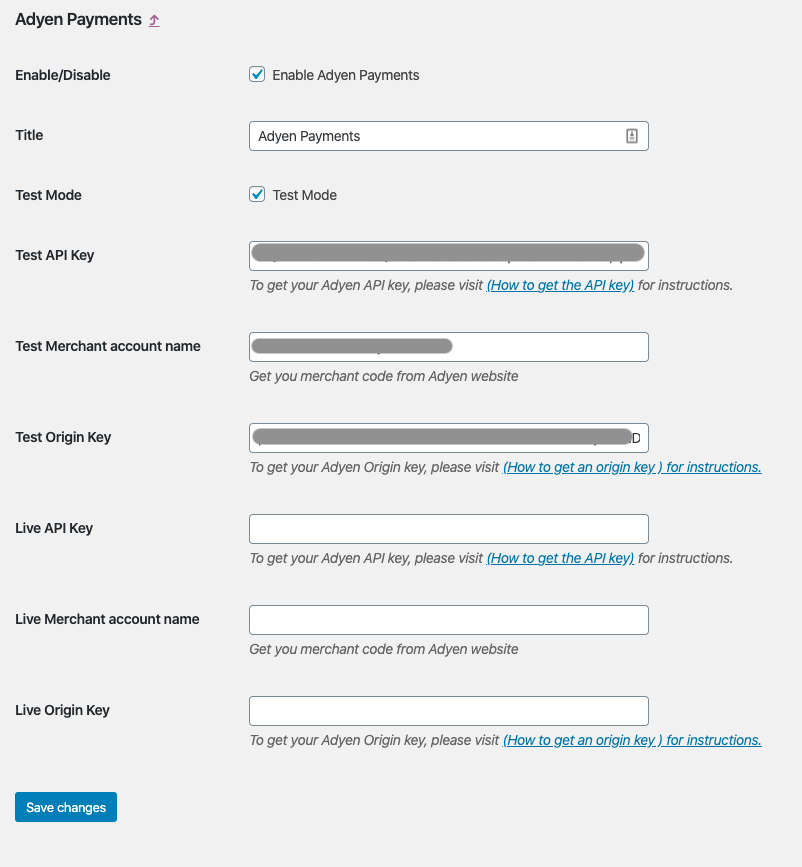 Adyen Payments
Enable/Disable
Enable Adyen Payments
Title
Adyen Payments
Test Mode
Test Mode
Test API Key
To get your Adyen API key, please visit (How to get the API key) for instructions.
Test Merchant account name
Get you merchant code from Adyen website
Test Origin Key
D
To get your Adyen Origin key, please visit (How to get an origin key ) for instructions.
Live API Key
To get your Adyen API key, please visit (How to get the API key) for instructions.
Live Merchant account name
Get you merchant code from Adyen website
Live Origin Key
To get your Adyen Origin key, please visit (How to get an origin key ) for instructions.
Save changes